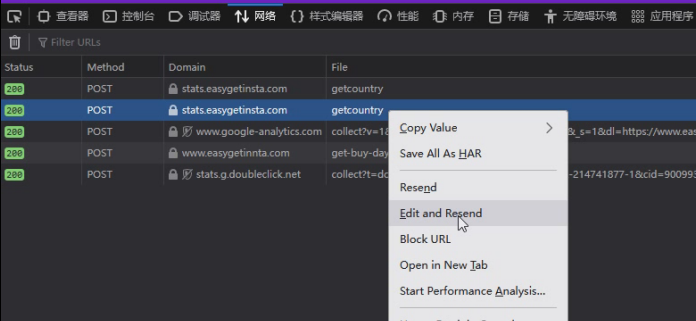 查看器 控制台 调试器 网络 {} 样式编辑器 性能 内存 存储 无障碍环境 应用程序
Filter URLs
Status Method Domain File
200 POST stats.easygetinsta.com getcountry
200 POST stats.easygetinsta.com getcountry
200 POST www.google-analytics.com collect?v=1& &_s=1&dl=https://www.eas
200 POST www.easygetinnta.com get-buy-day
200 POST stats.g.doubleclick.net collect?t=dc -214741877-1&cid=900993
Copy Value
Save All As HAR
Resend
Edit and Resend
Block URL
Open in New Tab
Start Performance Analysis...